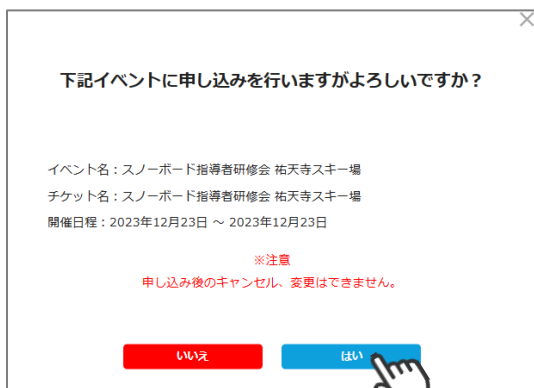 下記イベントに申し込みを行いますがよろしいですか？
イベント名：スノーボード指導者研修会 祐天寺スキー場
チケット名：スノーボード指導者研修会 祐天寺スキー場
開催日程：2023年12月23日 ～ 2023年12月23日
※注意
申し込み後のキャンセル、変更はできません。
いいえ はい